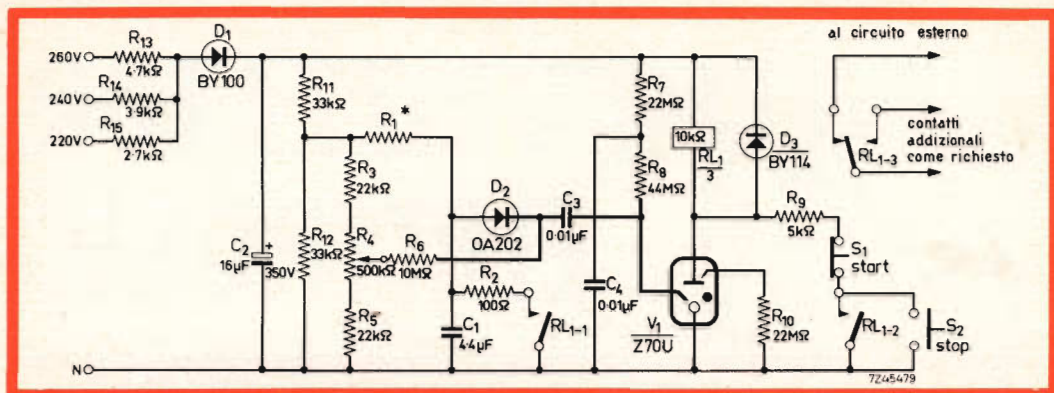 260V
R13
4·7kΩ
D1
BY100
240V
R14
3·9kΩ
220V
R15
2·7kΩ
C2
16μF
+
350V
R11
33kΩ
R12
33kΩ
R1 *
R3
22kΩ
R4
500kΩ
R5
22kΩ
R6
10MΩ
D2
OA202
C3
0·01μF
R2
100Ω
C1
4·4μF
RL1-1
C4
0·01μF
R7
22MΩ
R8
44MΩ
10kΩ
RL1
3
D3
BY114
V1
Z70U
R10
22MΩ
R9
5kΩ
S1
start
RL1-2
S2
stop
al circuito esterno
contatti
addizionali
come richiesto
RL1-3
N
7Z45479